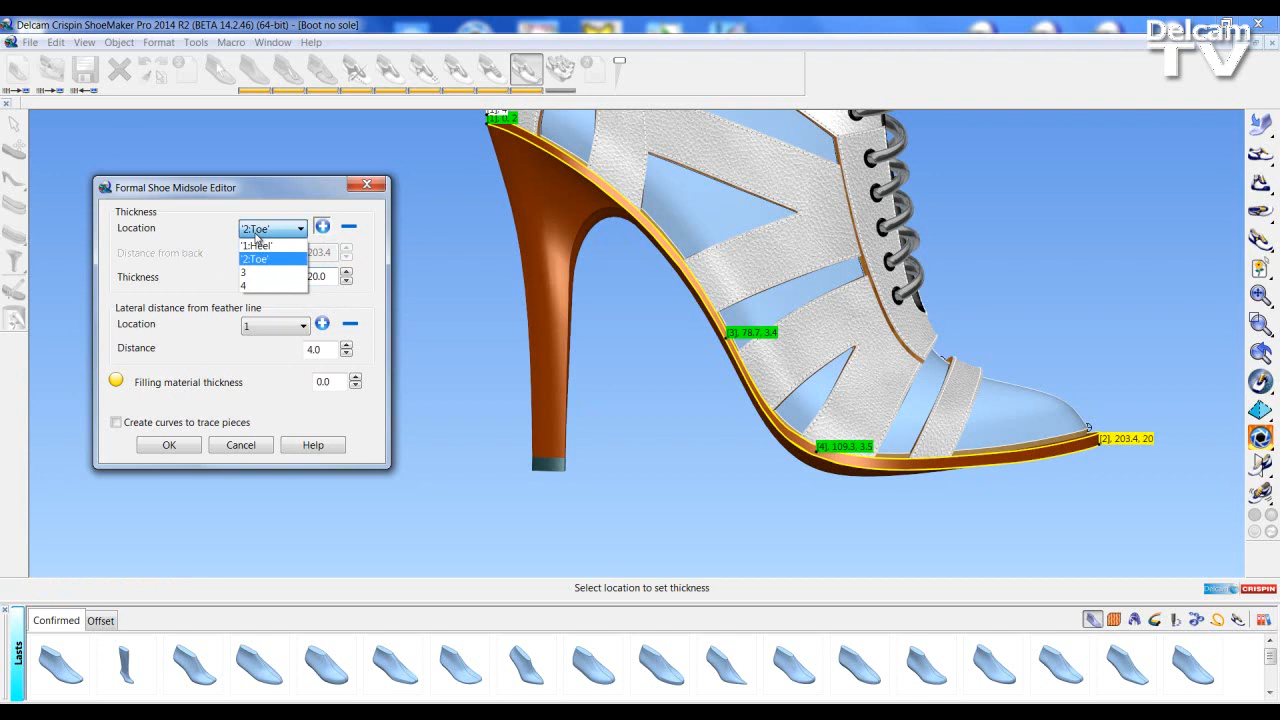 Delcam Crispin ShoeMaker Pro 2014 R2 (BETA 14.2.46) (64-bit) - [Boot no sole]
File Edit View Object Format Tools Macro Window Help
Delcam
TV
[1], 0, 2
Formal Shoe Midsole Editor
Thickness
Location '2:Toe'
'1:Heel'
Distance from back 203.4
'2:Toe'
3
Thickness 20.0
4
Lateral distance from feather line
Location 1
Distance 4.0
Filling material thickness 0.0
Create curves to trace pieces
OK Cancel Help
[3], 78.7, 3.4
[4], 109.3, 3.5
[2], 203.4, 20
Select location to set thickness
Delcam CRISPIN
Confirmed Offset
Lasts